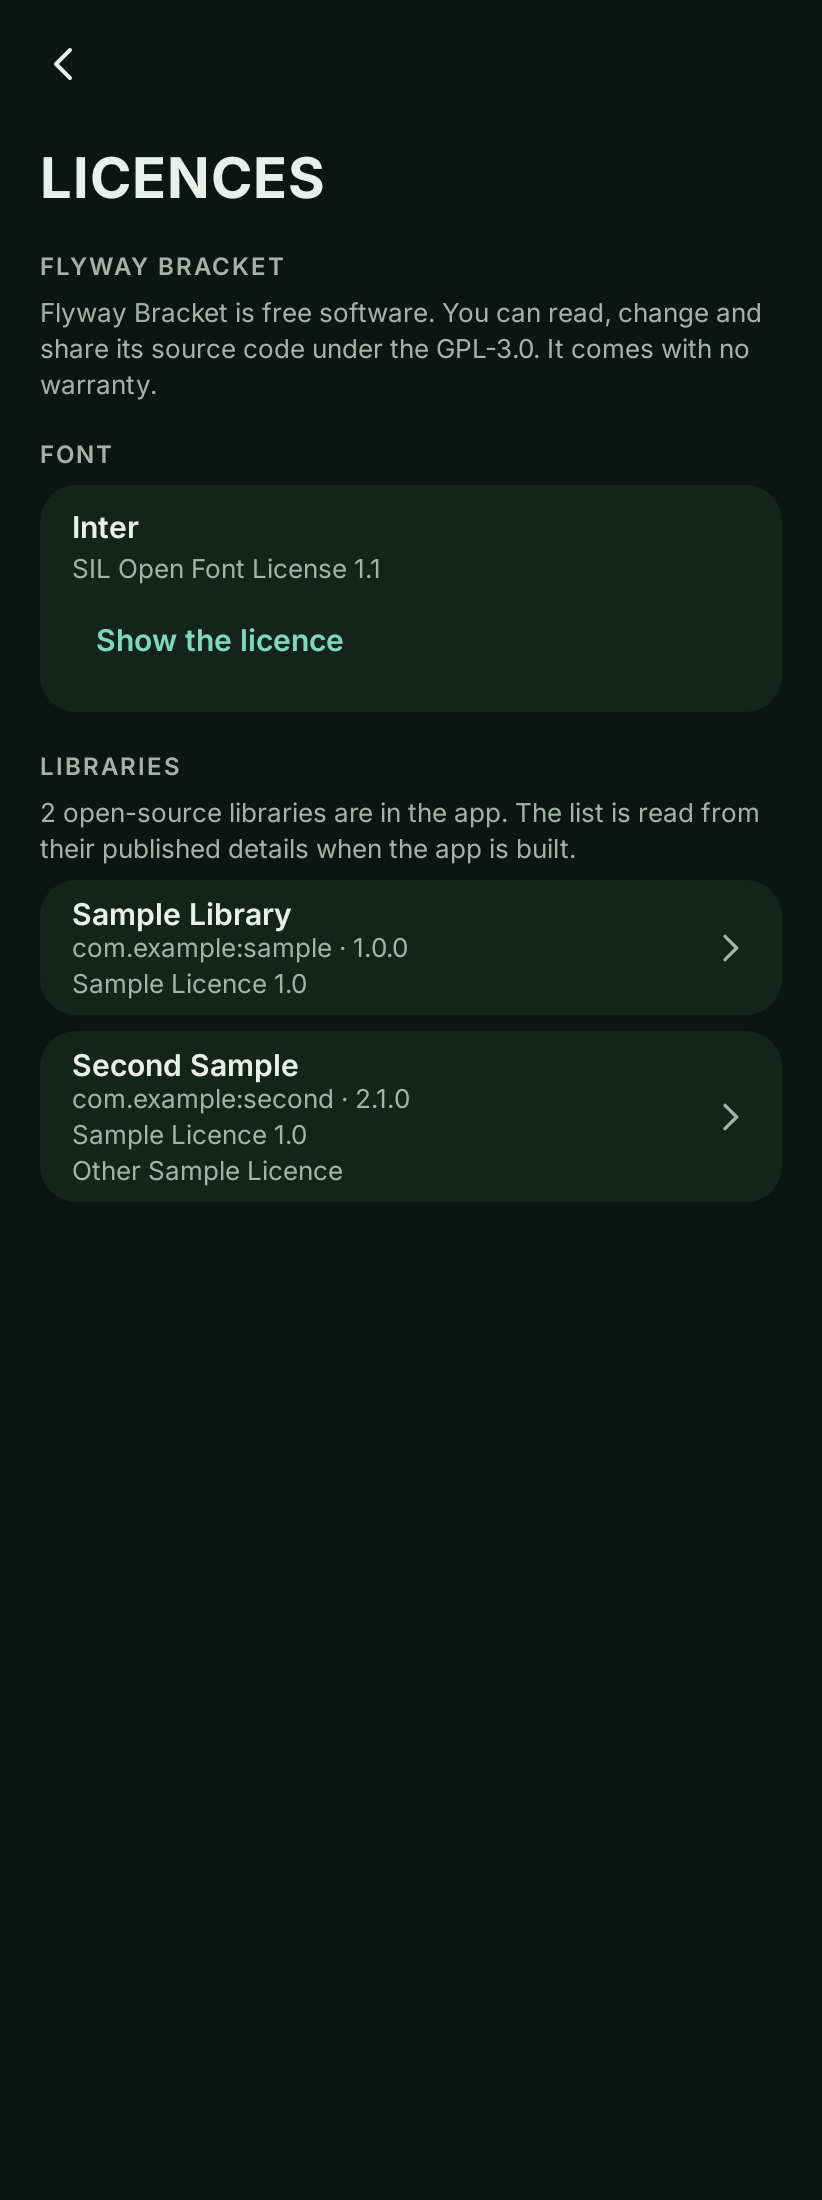 LICENCES
FLYWAY BRACKET
Flyway Bracket is free software. You can read, change and
share its source code under the GPL-3.0. It comes with no
warranty.
FONT
Inter
SIL Open Font License 1.1
Show the licence
LIBRARIES
2 open-source libraries are in the app. The list is read from
their published details when the app is built.
Sample Library
com.example:sample · 1.0.0
Sample Licence 1.0
Second Sample
com.example:second · 2.1.0
Sample Licence 1.0
Other Sample Licence